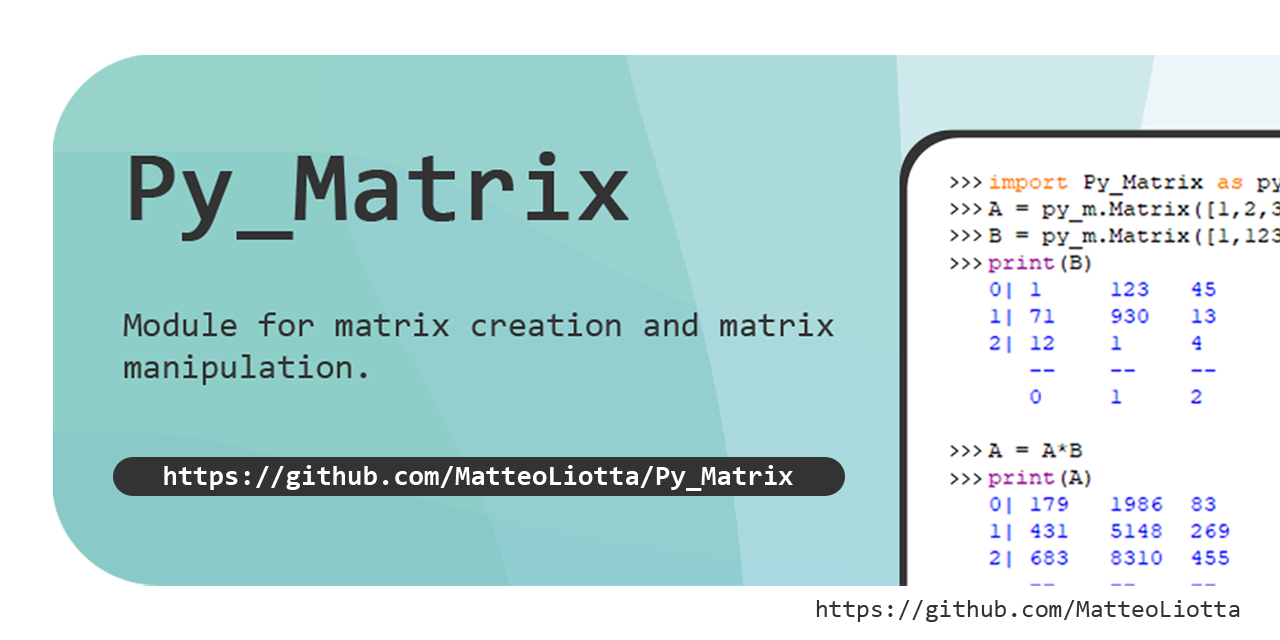 Py_Matrix
Module for matrix creation and matrix
manipulation.
https://github.com/MatteoLiotta/Py_Matrix
>>> import Py_Matrix as py
>>> A = py_m.Matrix([1,2,3
>>> B = py_m.Matrix([1,123
>>> print(B)
0| 1 123 45
1| 71 930 13
2| 12 1 4
-- -- --
0 1 2
>>> A = A*B
>>> print(A)
0| 179 1986 83
1| 431 5148 269
2| 683 8310 455
-- -- --
https://github.com/MatteoLiotta